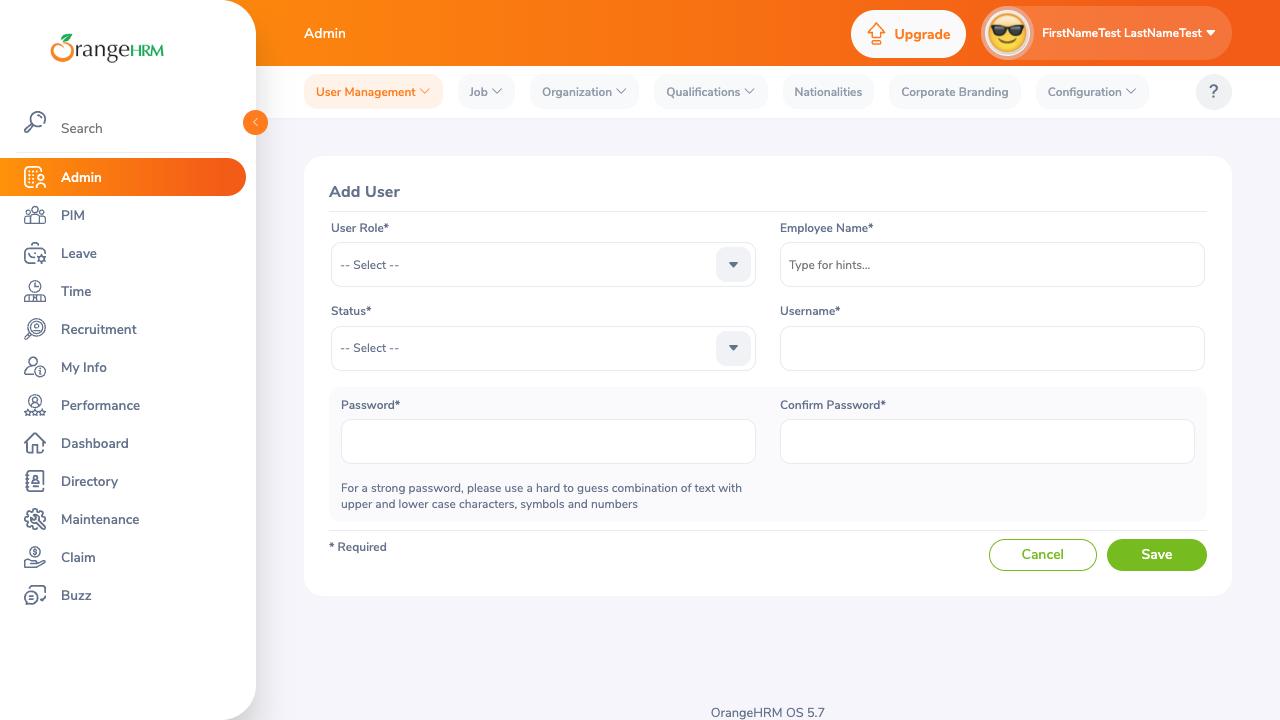 OrangeHRM
Admin
Upgrade
FirstNameTest LastNameTest
User Management
Job
Organization
Qualifications
Nationalities
Corporate Branding
Configuration
?
Search
Admin
PIM
Leave
Time
Recruitment
My Info
Performance
Dashboard
Directory
Maintenance
Claim
Buzz
Add User
User Role*
Employee Name*
-- Select --
Type for hints...
Status*
Username*
-- Select --
Password*
Confirm Password*
For a strong password, please use a hard to guess combination of text with
upper and lower case characters, symbols and numbers
* Required
Cancel
Save
OrangeHRM OS 5.7